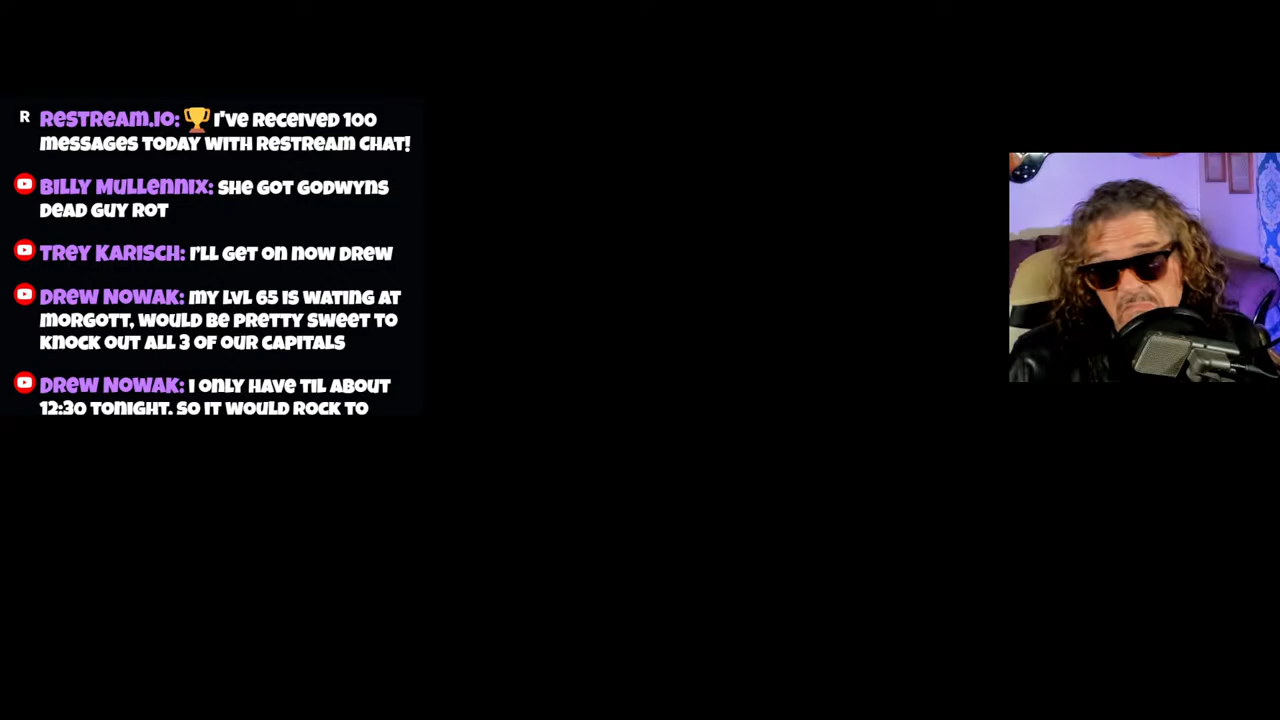 R RESTREAM.IO: 🏆 I'VE RECEIVED 100
MESSAGES TODAY WITH RESTREAM CHAT!
BILLY MULLENNIX: SHE GOT GODWYNS
DEAD GUY ROT
TREY KARISCH: I'LL GET ON NOW DREW
DREW NOWAK: MY LVL 65 IS WATING AT
MORGOTT, WOULD BE PRETTY SWEET TO
KNOCK OUT ALL 3 OF OUR CAPITALS
DREW NOWAK: I ONLY HAVE TIL ABOUT
12:30 TONIGHT, SO IT WOULD ROCK TO